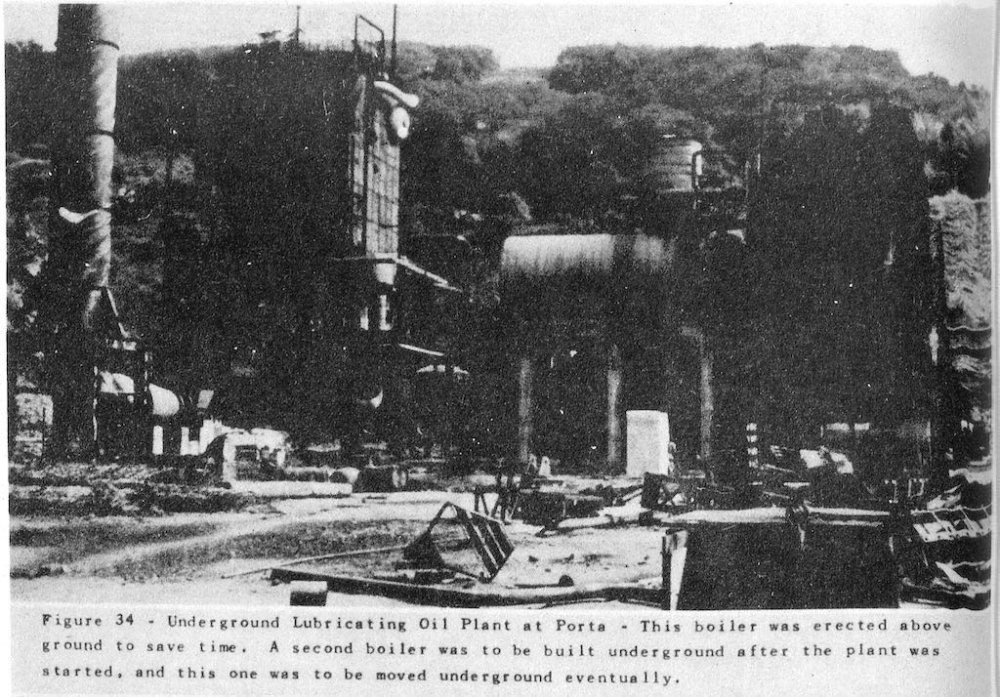 Figure 34 - Underground Lubricating Oil Plant at Porta - This boiler was erected above
ground to save time. A second boiler was to be built underground after the plant was
started, and this one was to be moved underground eventually.